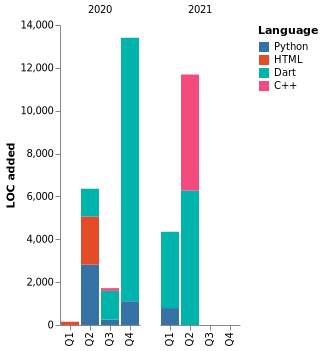 2020
2021
14,000
12,000
10,000
8,000
6,000
4,000
2,000
0
LOC added
Q1
Q2
Q3
Q4
Q1
Q2
Q3
Q4
Language
Python
HTML
Dart
C++